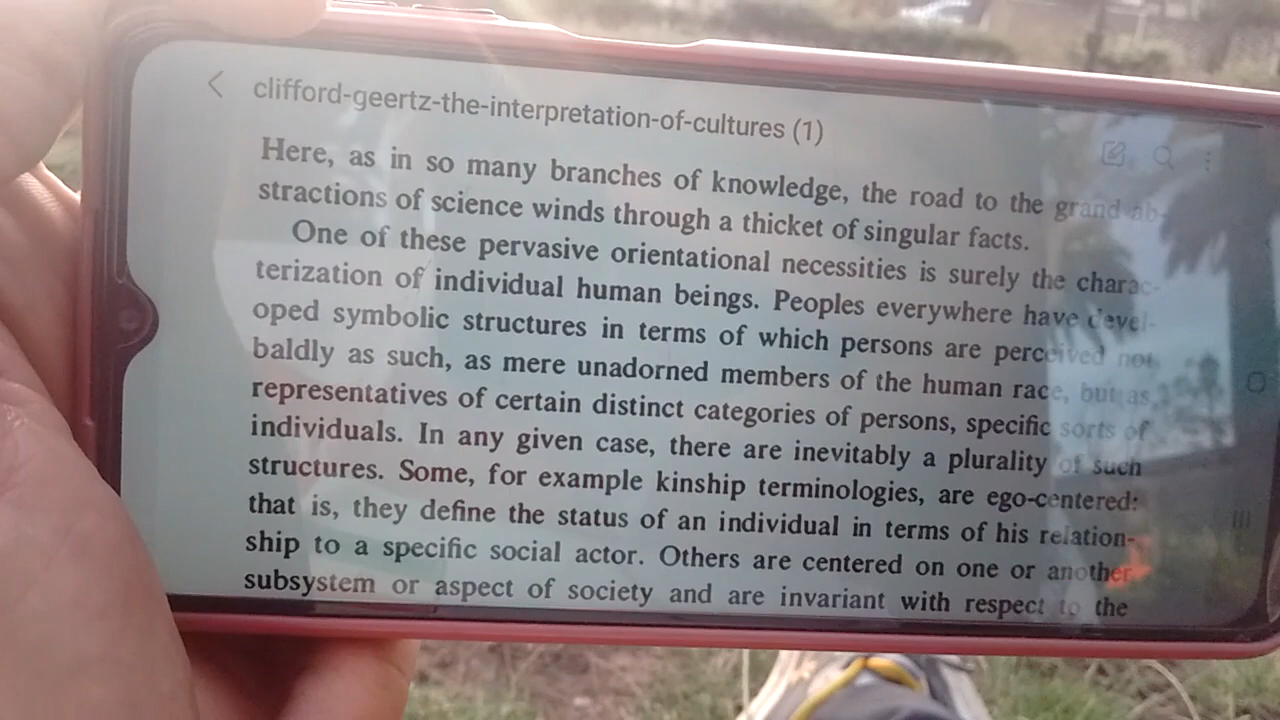 clifford-geertz-the-interpretation-of-cultures (1)
Here, as in so many branches of knowledge, the road to the grand ab-
stractions of science winds through a thicket of singular facts.
One of these pervasive orientational necessities is surely the charac-
terization of individual human beings. Peoples everywhere have devel-
oped symbolic structures in terms of which persons are perceived not
baldly as such, as mere unadorned members of the human race, but as
representatives of certain distinct categories of persons, specific sorts of
individuals. In any given case, there are inevitably a plurality of such
structures. Some, for example kinship terminologies, are ego-centered:
that is, they define the status of an individual in terms of his relation-
ship to a specific social actor. Others are centered on one or another
subsystem or aspect of society and are invariant with respect to the